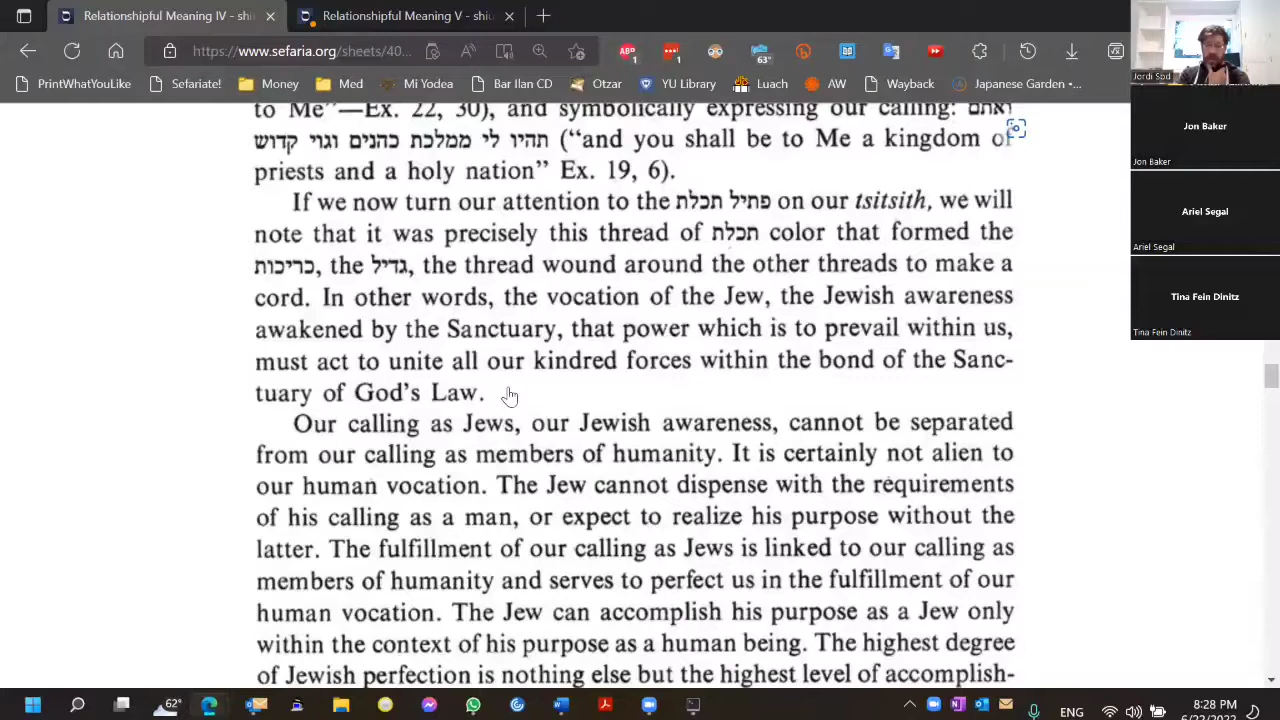 Relationshipful Meaning IV - shi
Relationshipful Meaning V - shi
https://www.sefaria.org/sheets/40...
PrintWhatYouLike
Sefariate!
Money
Med
Mi Yodeya
BarIlan CD
Otzar
YU Library
Luach
AW
Wayback
Japanese Garden -...
to Me"—Ex. 22, 30), and symbolically expressing our calling: ואתם
תהיו לי ממלכת כהנים וגוי קדוש ("and you shall be to Me a kingdom of
priests and a holy nation" Ex. 19, 6).
If we now turn our attention to the פתיל תכלת on our tsitsith, we will
note that it was precisely this thread of תכלת color that formed the
כריכות, the גדיל, the thread wound around the other threads to make a
cord. In other words, the vocation of the Jew, the Jewish awareness
awakened by the Sanctuary, that power which is to prevail within us,
must act to unite all our kindred forces within the bond of the Sanc-
tuary of God's Law.
Our calling as Jews, our Jewish awareness, cannot be separated
from our calling as members of humanity. It is certainly not alien to
our human vocation. The Jew cannot dispense with the requirements
of his calling as a man, or expect to realize his purpose without the
latter. The fulfillment of our calling as Jews is linked to our calling as
members of humanity and serves to perfect us in the fulfillment of our
human vocation. The Jew can accomplish his purpose as a Jew only
within the context of his purpose as a human being. The highest degree
of Jewish perfection is nothing else but the highest level of accomplish-
Jon Baker
Jon Baker
Ariel Segal
Ariel Segal
Tina Fein Dinitz
Tina Fein Dinitz
62°
ENG
8:28 PM
6/22/2022